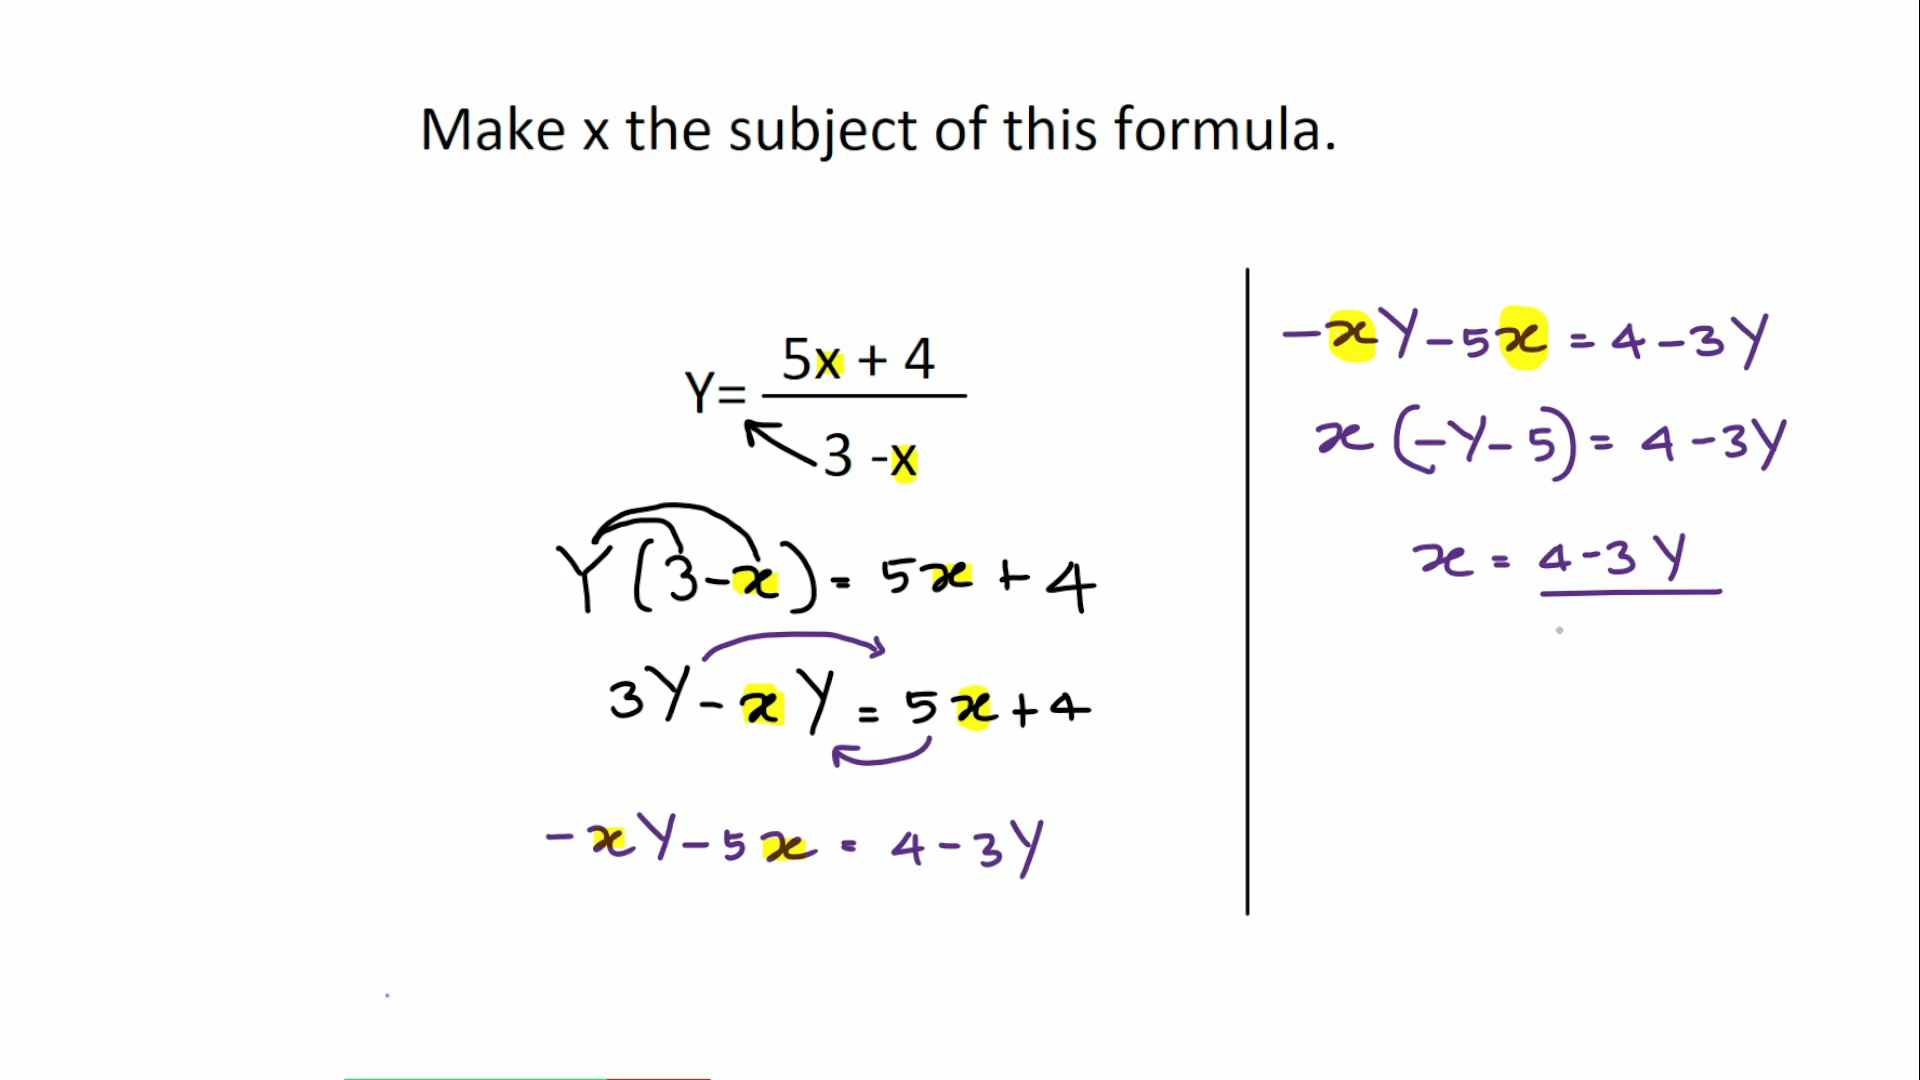 Make x the subject of this formula.
Y= 5x + 4
3 -x
Y(3-x) = 5x + 4
3Y - xY = 5x + 4
-xY - 5x = 4 - 3Y
-xY - 5x = 4 - 3Y
x(-Y - 5) = 4 - 3Y
x = 4 - 3Y